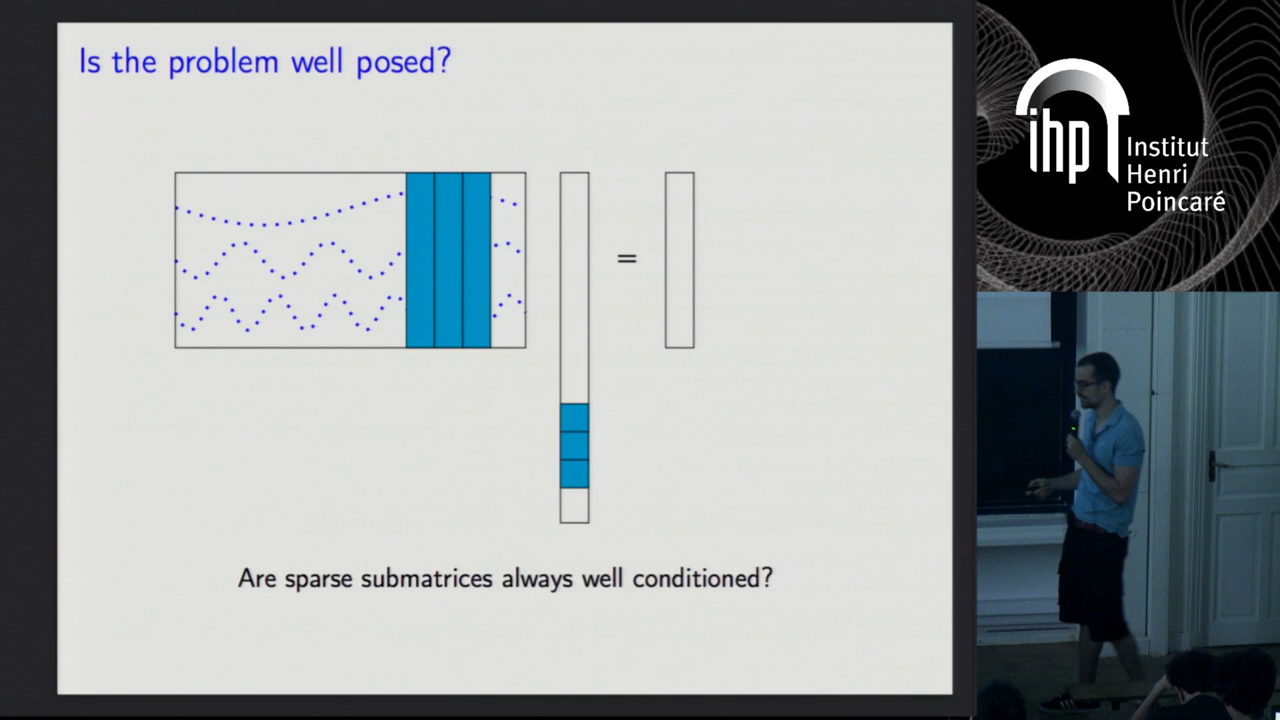 Is the problem well posed?
=
Are sparse submatrices always well conditioned?
ihp
Institut
Henri
Poincaré